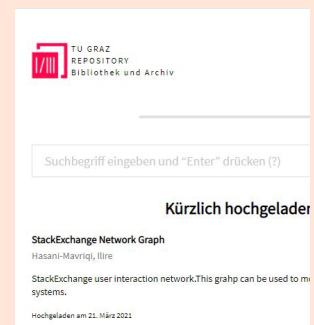 TU GRAZ
REPOSITORY
Bibliothek und Archiv
Suchbegriff eingeben und "Enter" drücken (?)
Kürzlich hochgeladen
StackExchange Network Graph
Hasani-Mavriqi, Ilire
StackExchange user interaction network.This grahp can be used to
systems.
Hochgeladen am 21. März 2021